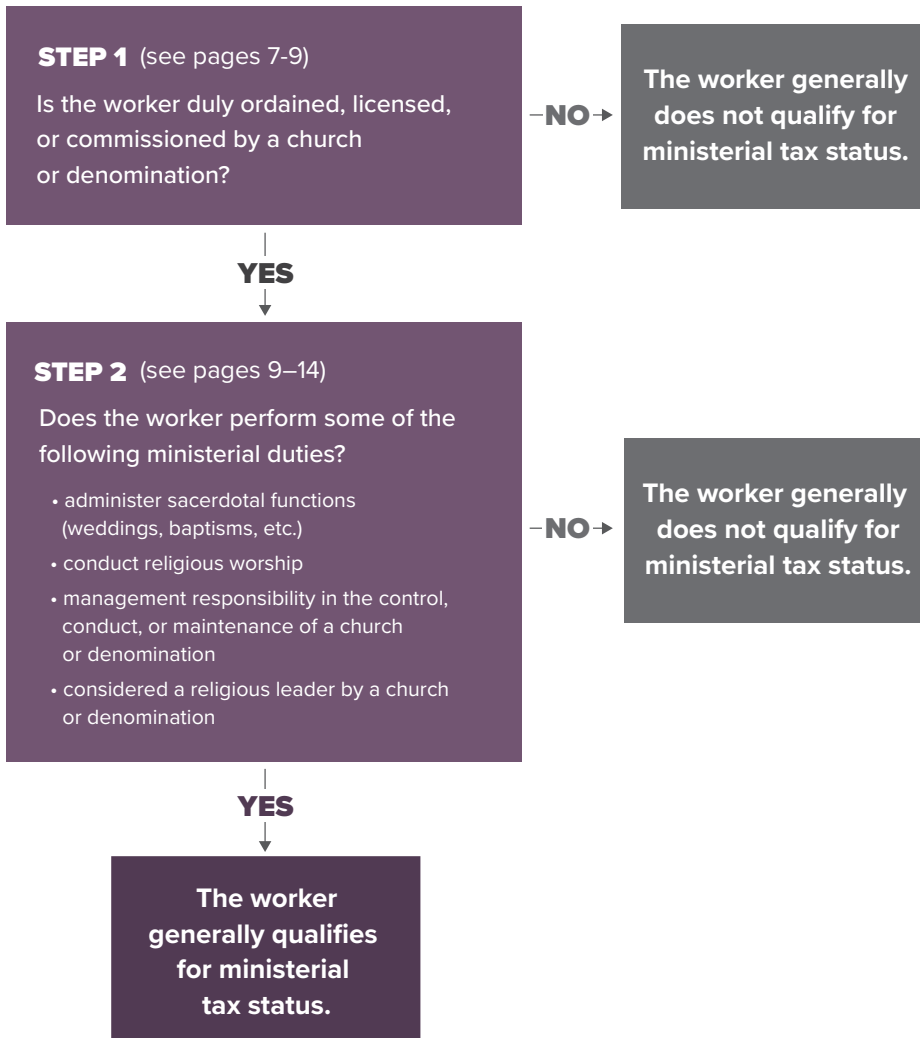 STEP 1 (see pages 7-9)
Is the worker duly ordained, licensed,
or commissioned by a church
or denomination?
NO
The worker generally
does not qualify for
ministerial tax status.
YES
STEP 2 (see pages 9–14)
Does the worker perform some of the
following ministerial duties?
• administer sacerdotal functions
(weddings, baptisms, etc.)
• conduct religious worship
• management responsibility in the control,
conduct, or maintenance of a church
or denomination
• considered a religious leader by a church
or denomination
NO
The worker generally
does not qualify for
ministerial tax status.
YES
The worker
generally qualifies
for ministerial
tax status.